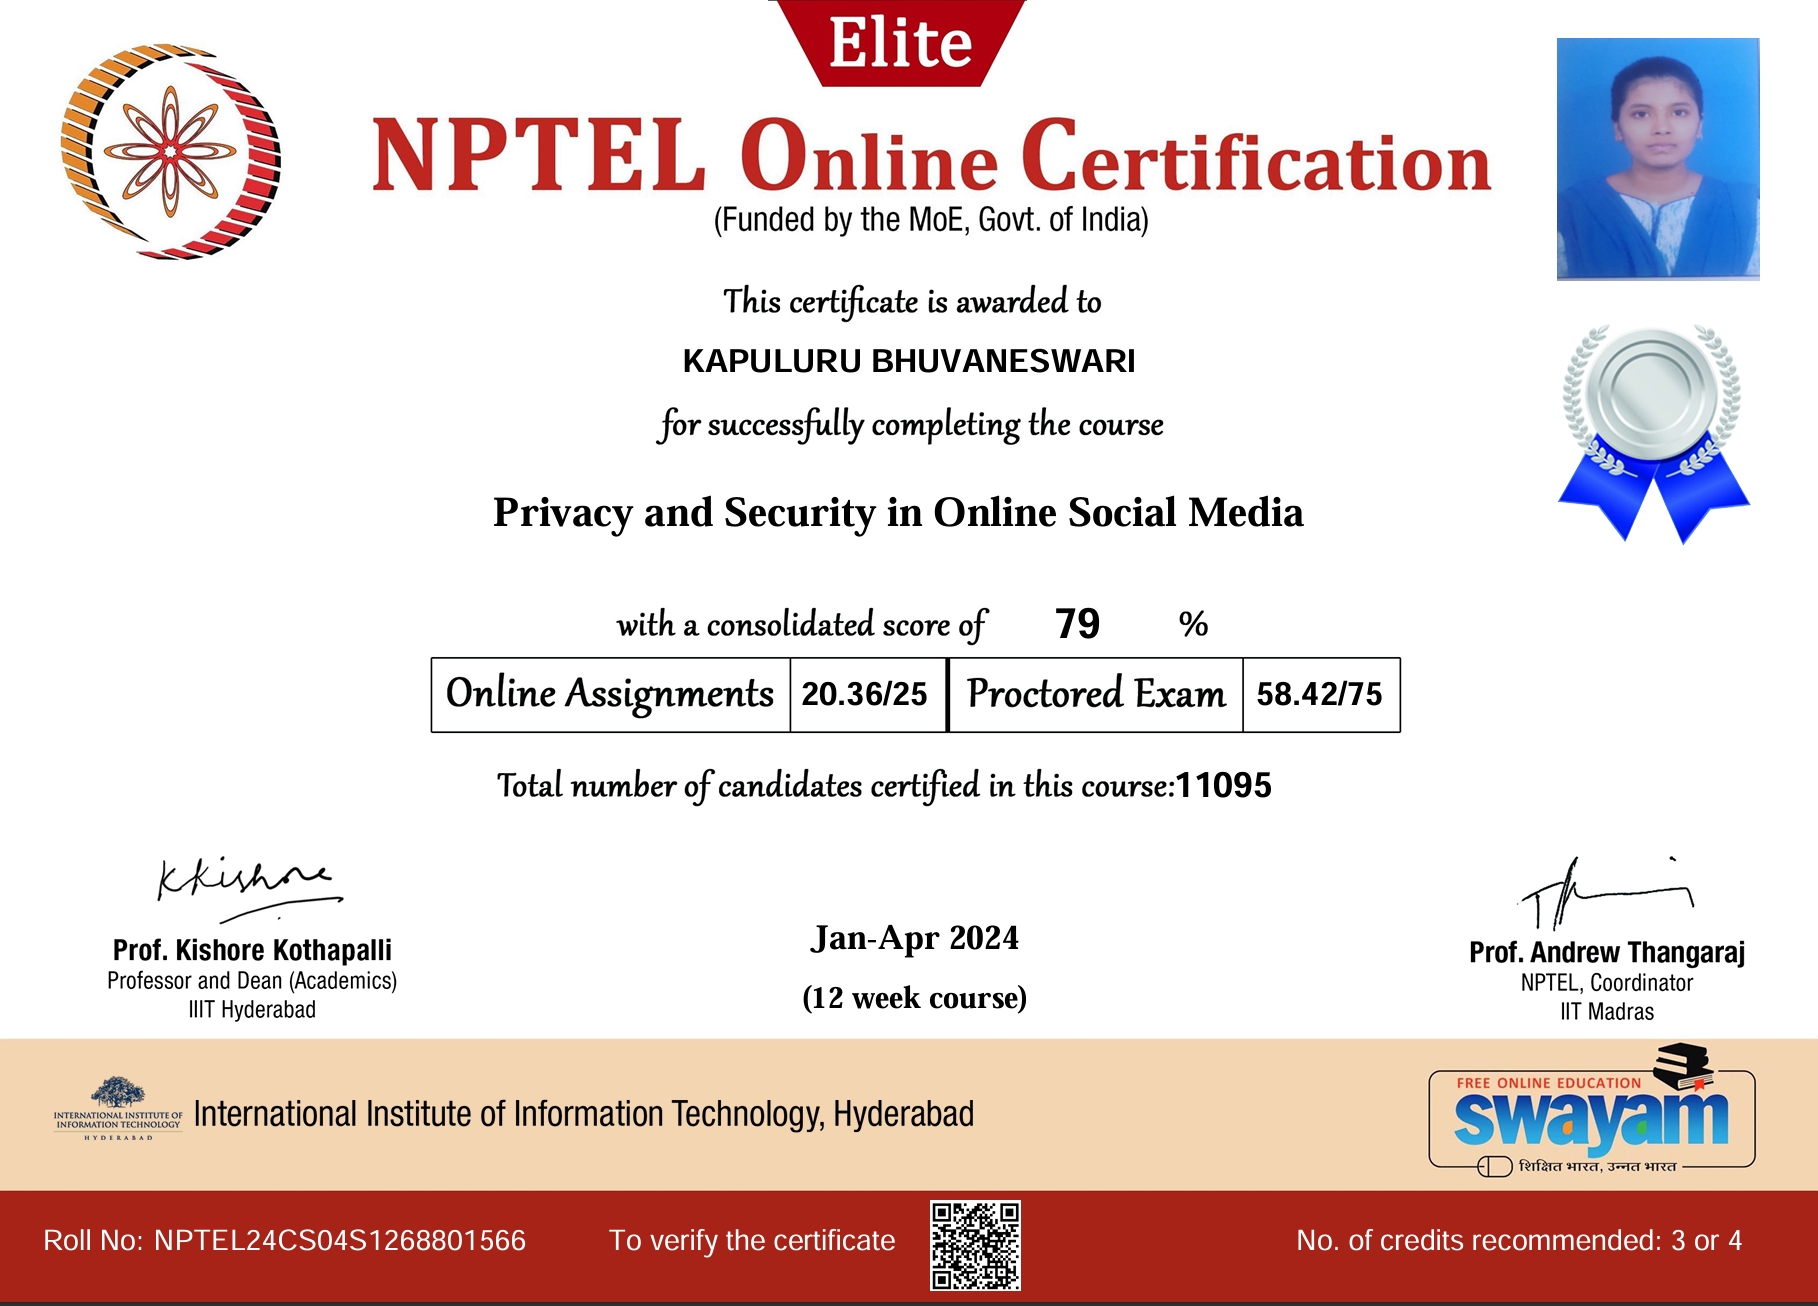 Elite
NPTEL Online Certification
(Funded by the MoE, Govt. of India)
This certificate is awarded to
KAPULURU BHUVANESWARI
for successfully completing the course
Privacy and Security in Online Social Media
with a consolidated score of 79 %
Online Assignments 20.36/25 Proctored Exam 58.42/75
Total number of candidates certified in this course:11095
KKishore
Prof. Kishore Kothapalli
Professor and Dean (Academics)
IIIT Hyderabad
Jan-Apr 2024
(12 week course)
Prof. Andrew Thangaraj
NPTEL, Coordinator
IIT Madras
INTERNATIONAL INSTITUTE OF
INFORMATION TECHNOLOGY
HYDERABAD
International Institute of Information Technology, Hyderabad
FREE ONLINE EDUCATION
swayam
शिक्षित भारत, उन्नत भारत
Roll No: NPTEL24CS04S1268801566
To verify the certificate
No. of credits recommended: 3 or 4